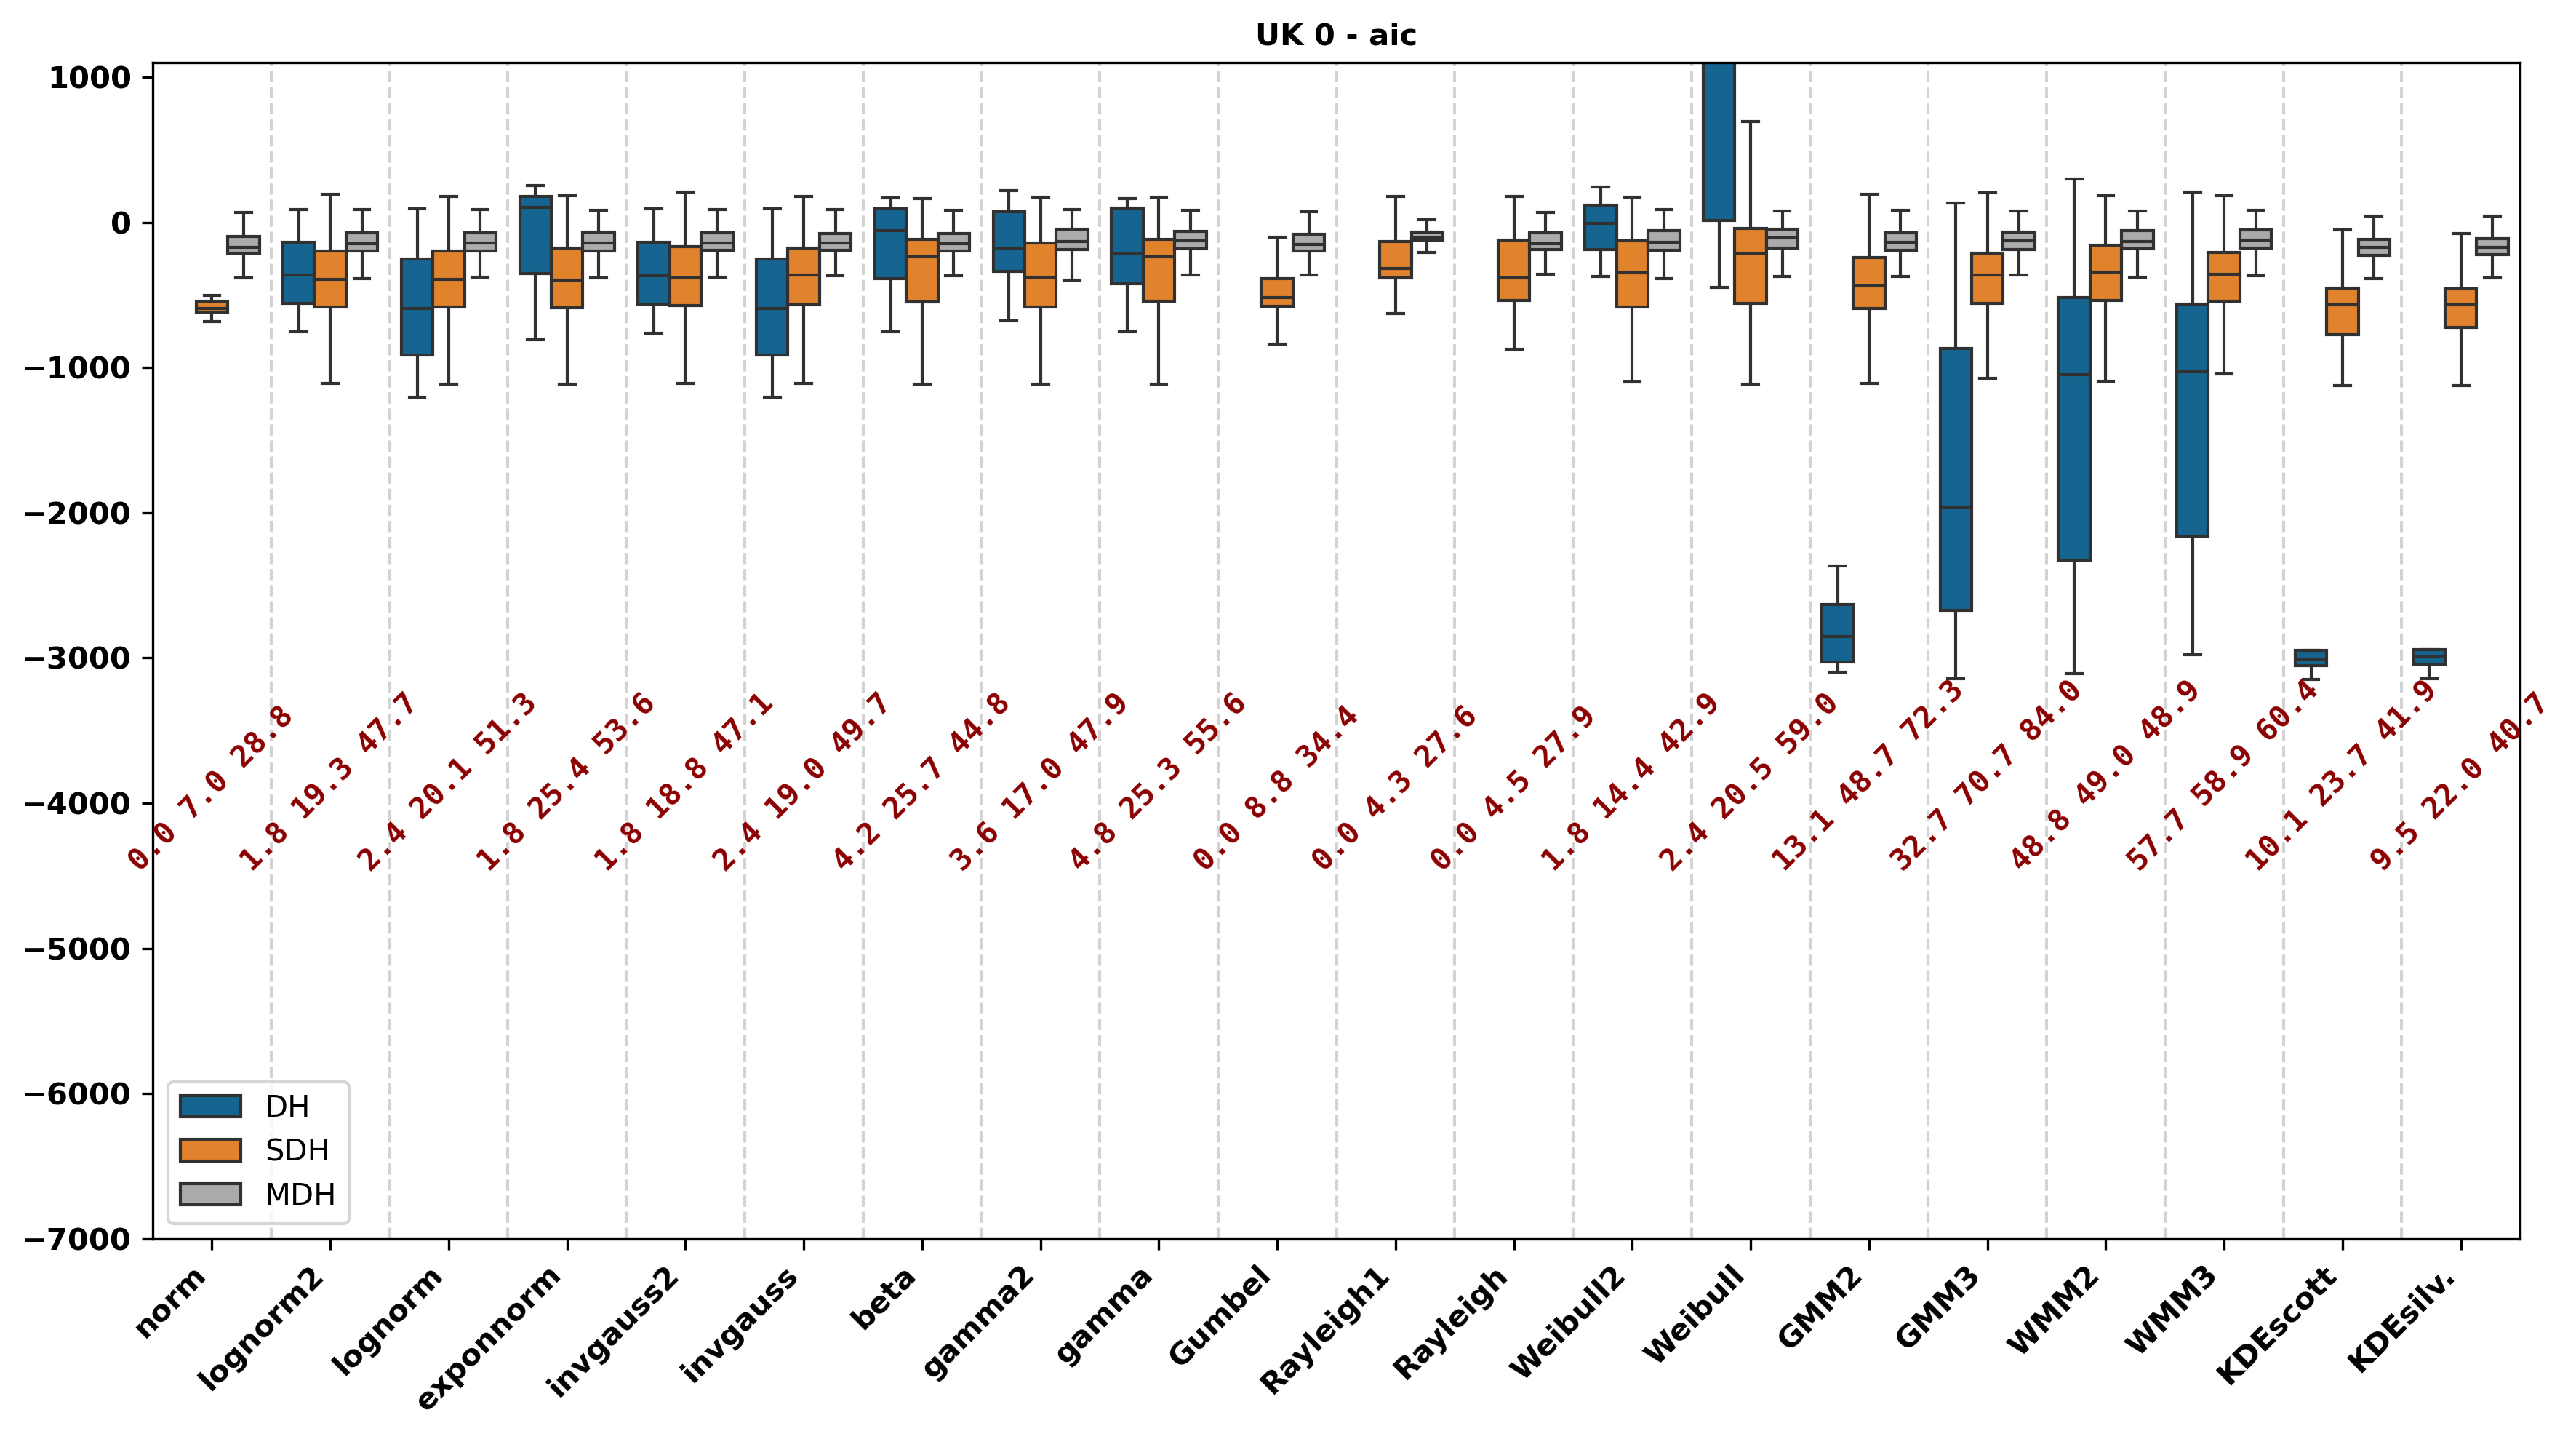 UK 0 - aic
1000
0
−1000
−2000
−3000
−4000
−5000
−6000
−7000
0.0 7.0 28.8
1.8 19.3 47.7
2.4 20.1 51.3
1.8 25.4 53.6
1.8 18.8 47.1
2.4 19.0 49.7
4.2 25.7 44.8
3.6 17.0 47.9
4.8 25.3 55.6
0.0 8.8 34.4
0.0 4.3 27.6
0.0 4.5 27.9
1.8 14.4 42.9
2.4 20.5 59.0
13.1 48.7 72.3
32.7 70.7 84.0
48.8 49.0 48.9
57.7 58.9 60.4
10.1 23.7 41.9
9.5 22.0 40.7
DH
SDH
MDH
norm
lognorm2
lognorm
exponnorm
invgauss2
invgauss
beta
gamma2
gamma
Gumbel
Rayleigh1
Rayleigh
Weibull2
Weibull
GMM2
GMM3
WMM2
WMM3
KDEscott
KDEsilv.